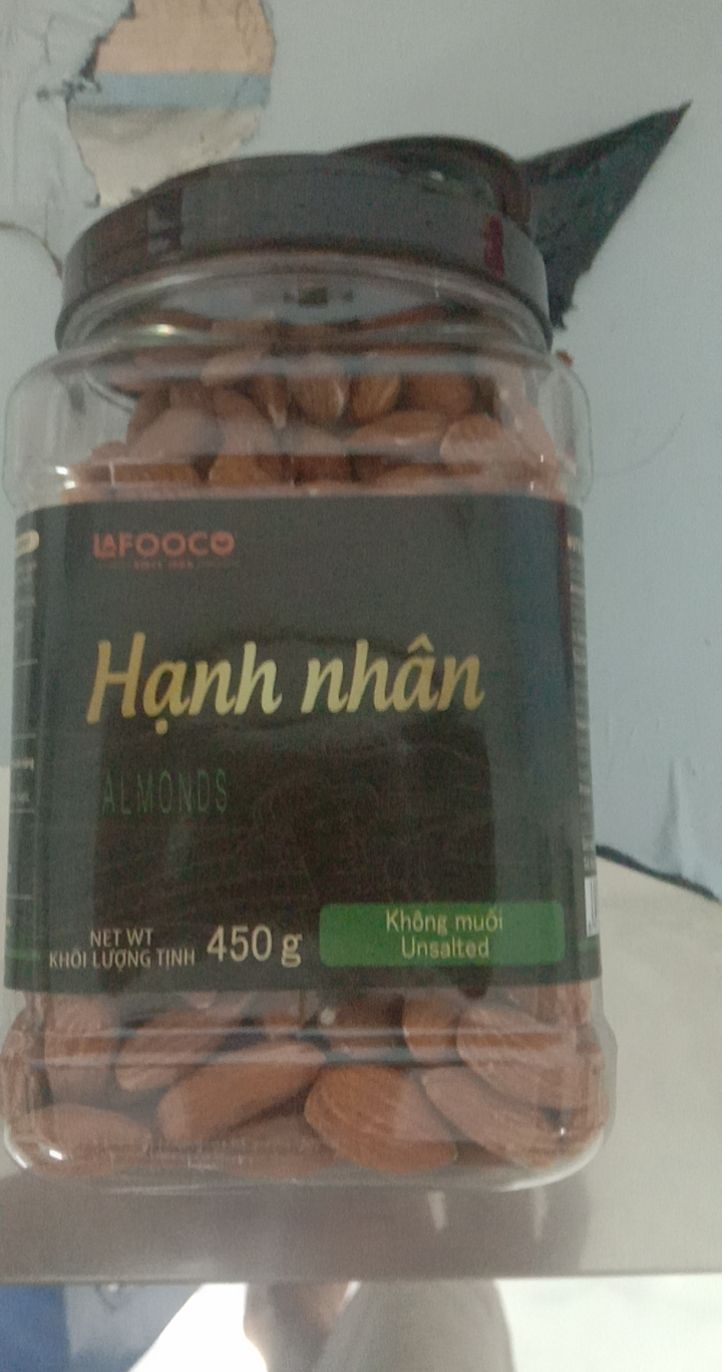 LAFOOCO
Hạnh nhân
ALMONDS
NET WT
KHỐI LƯỢNG TỊNH
450 g
Không muối
Unsalted